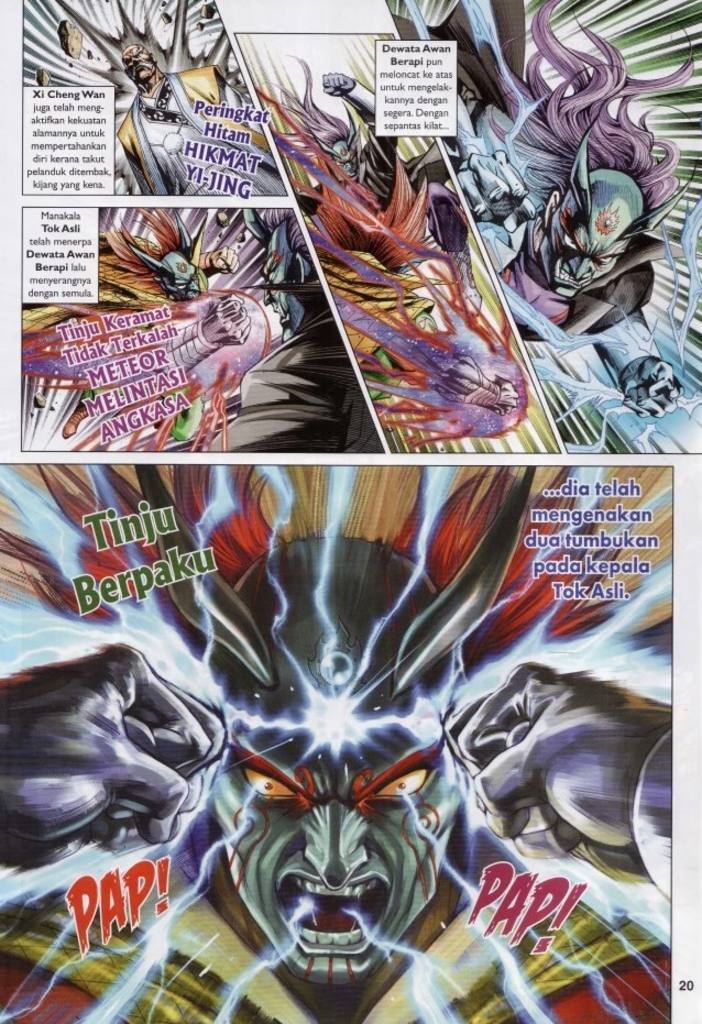 Xi Cheng Wan
juga telah meng-
aktifkan kekuatan
alamannya untuk
mempertahankan
diri kerana takut
pelanduk ditembak,
kijang yang kena.
Peringkat
Hitam
HIKMAT
YI-JING
Manakala
Tok Asli
telah menerpa
Dewata Awan
Berapi lalu
menyerangnya
dengan semula.
Tinju Keramat
Tidak Terkalah
METEOR
MELINTASI
ANGKASA
Dewata Awan
Berapi pun
meloncat ke atas
untuk mengelak-
kannya dengan
segera. Dengan
sepantas kilat...
Tinju
Berpaku
...dia telah
mengenakan
dua tumbukan
pada kepala
Tok Asli.
PAP!
PAP!
20